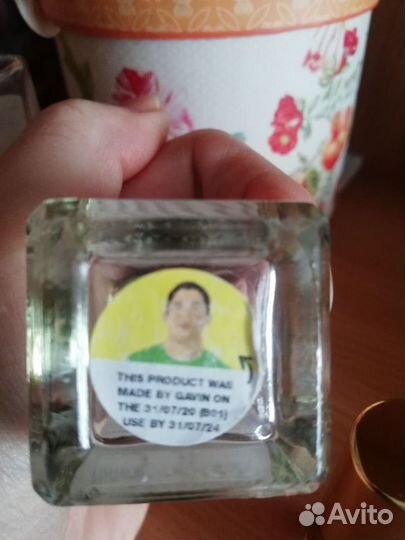 THIS PRODUCT WAS
MADE BY GAVIN ON
THE 31/07/20 (B01)
USE BY 31/07/24
Avito